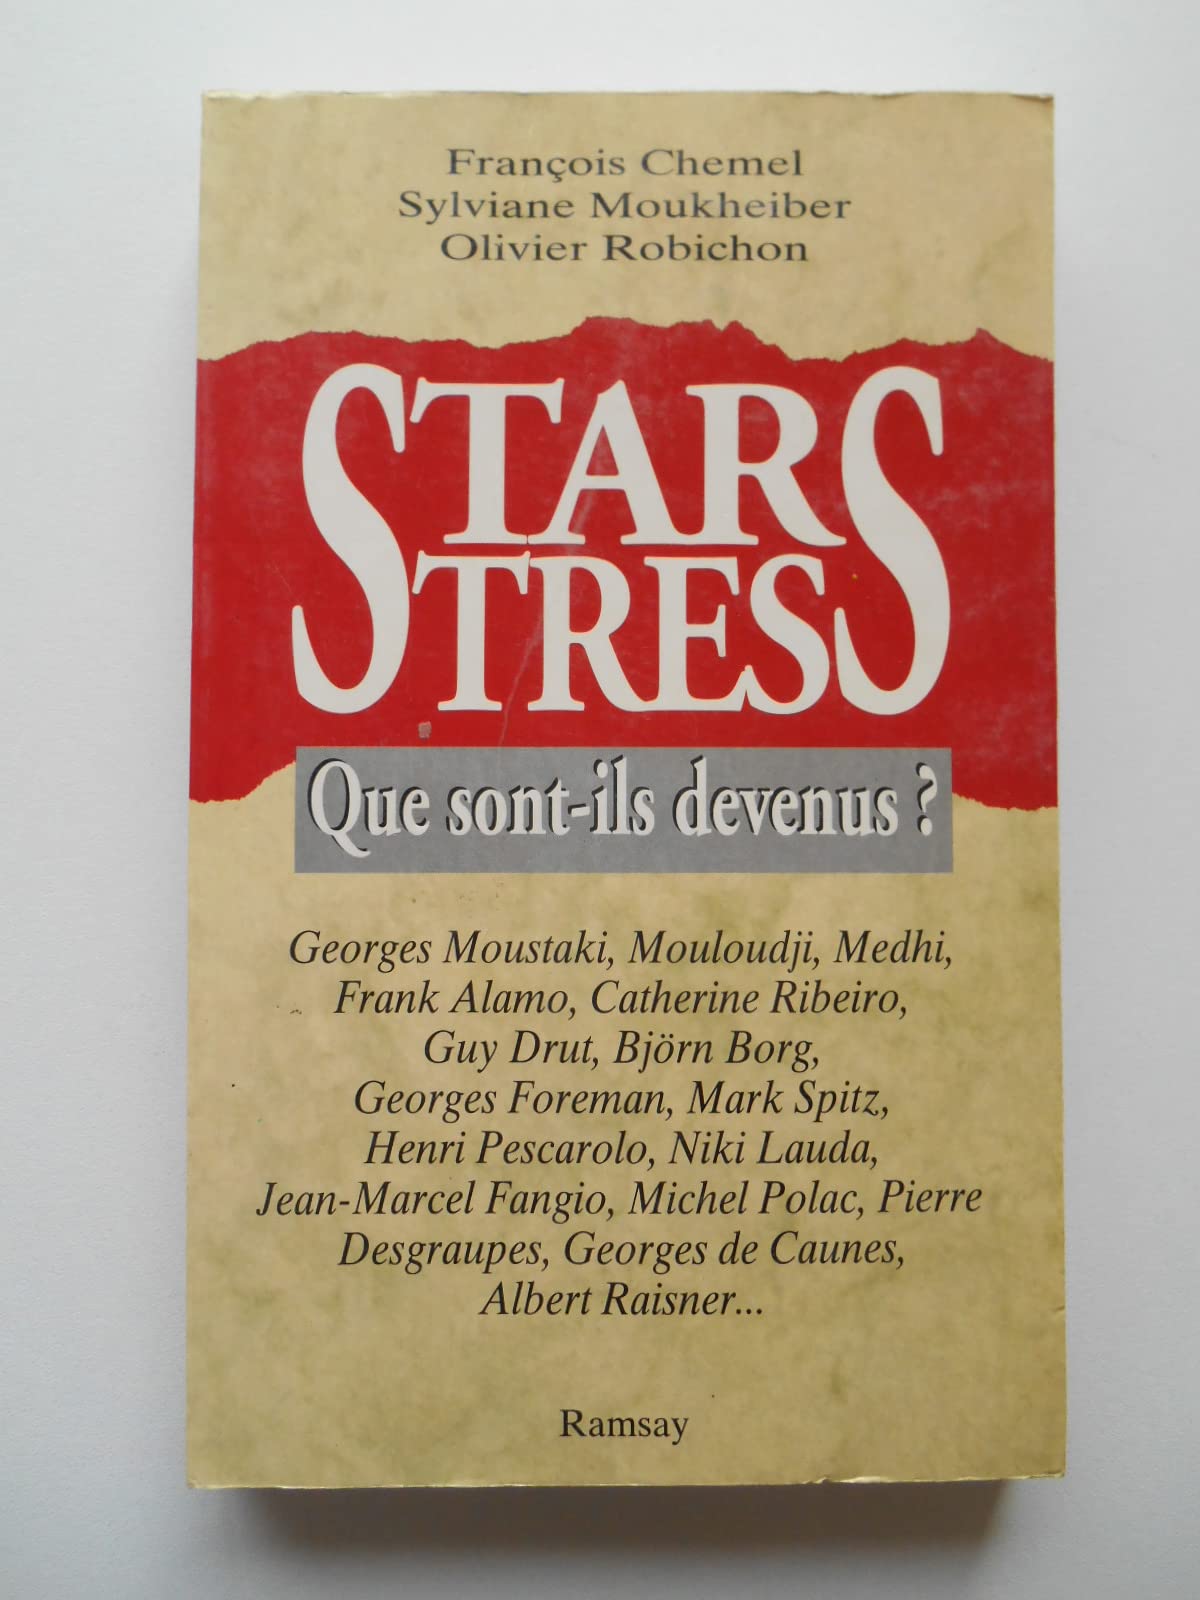 François Chemel
Sylviane Moukheiber
Olivier Robichon
STARS
STRESS
Que sont-ils devenus ?
Georges Moustaki, Mouloudji, Medhi,
Frank Alamo, Catherine Ribeiro,
Guy Drut, Björn Borg,
Georges Foreman, Mark Spitz,
Henri Pescarolo, Niki Lauda,
Jean-Marcel Fangio, Michel Polac, Pierre
Desgraupes, Georges de Caunes,
Albert Raisner...
Ramsay